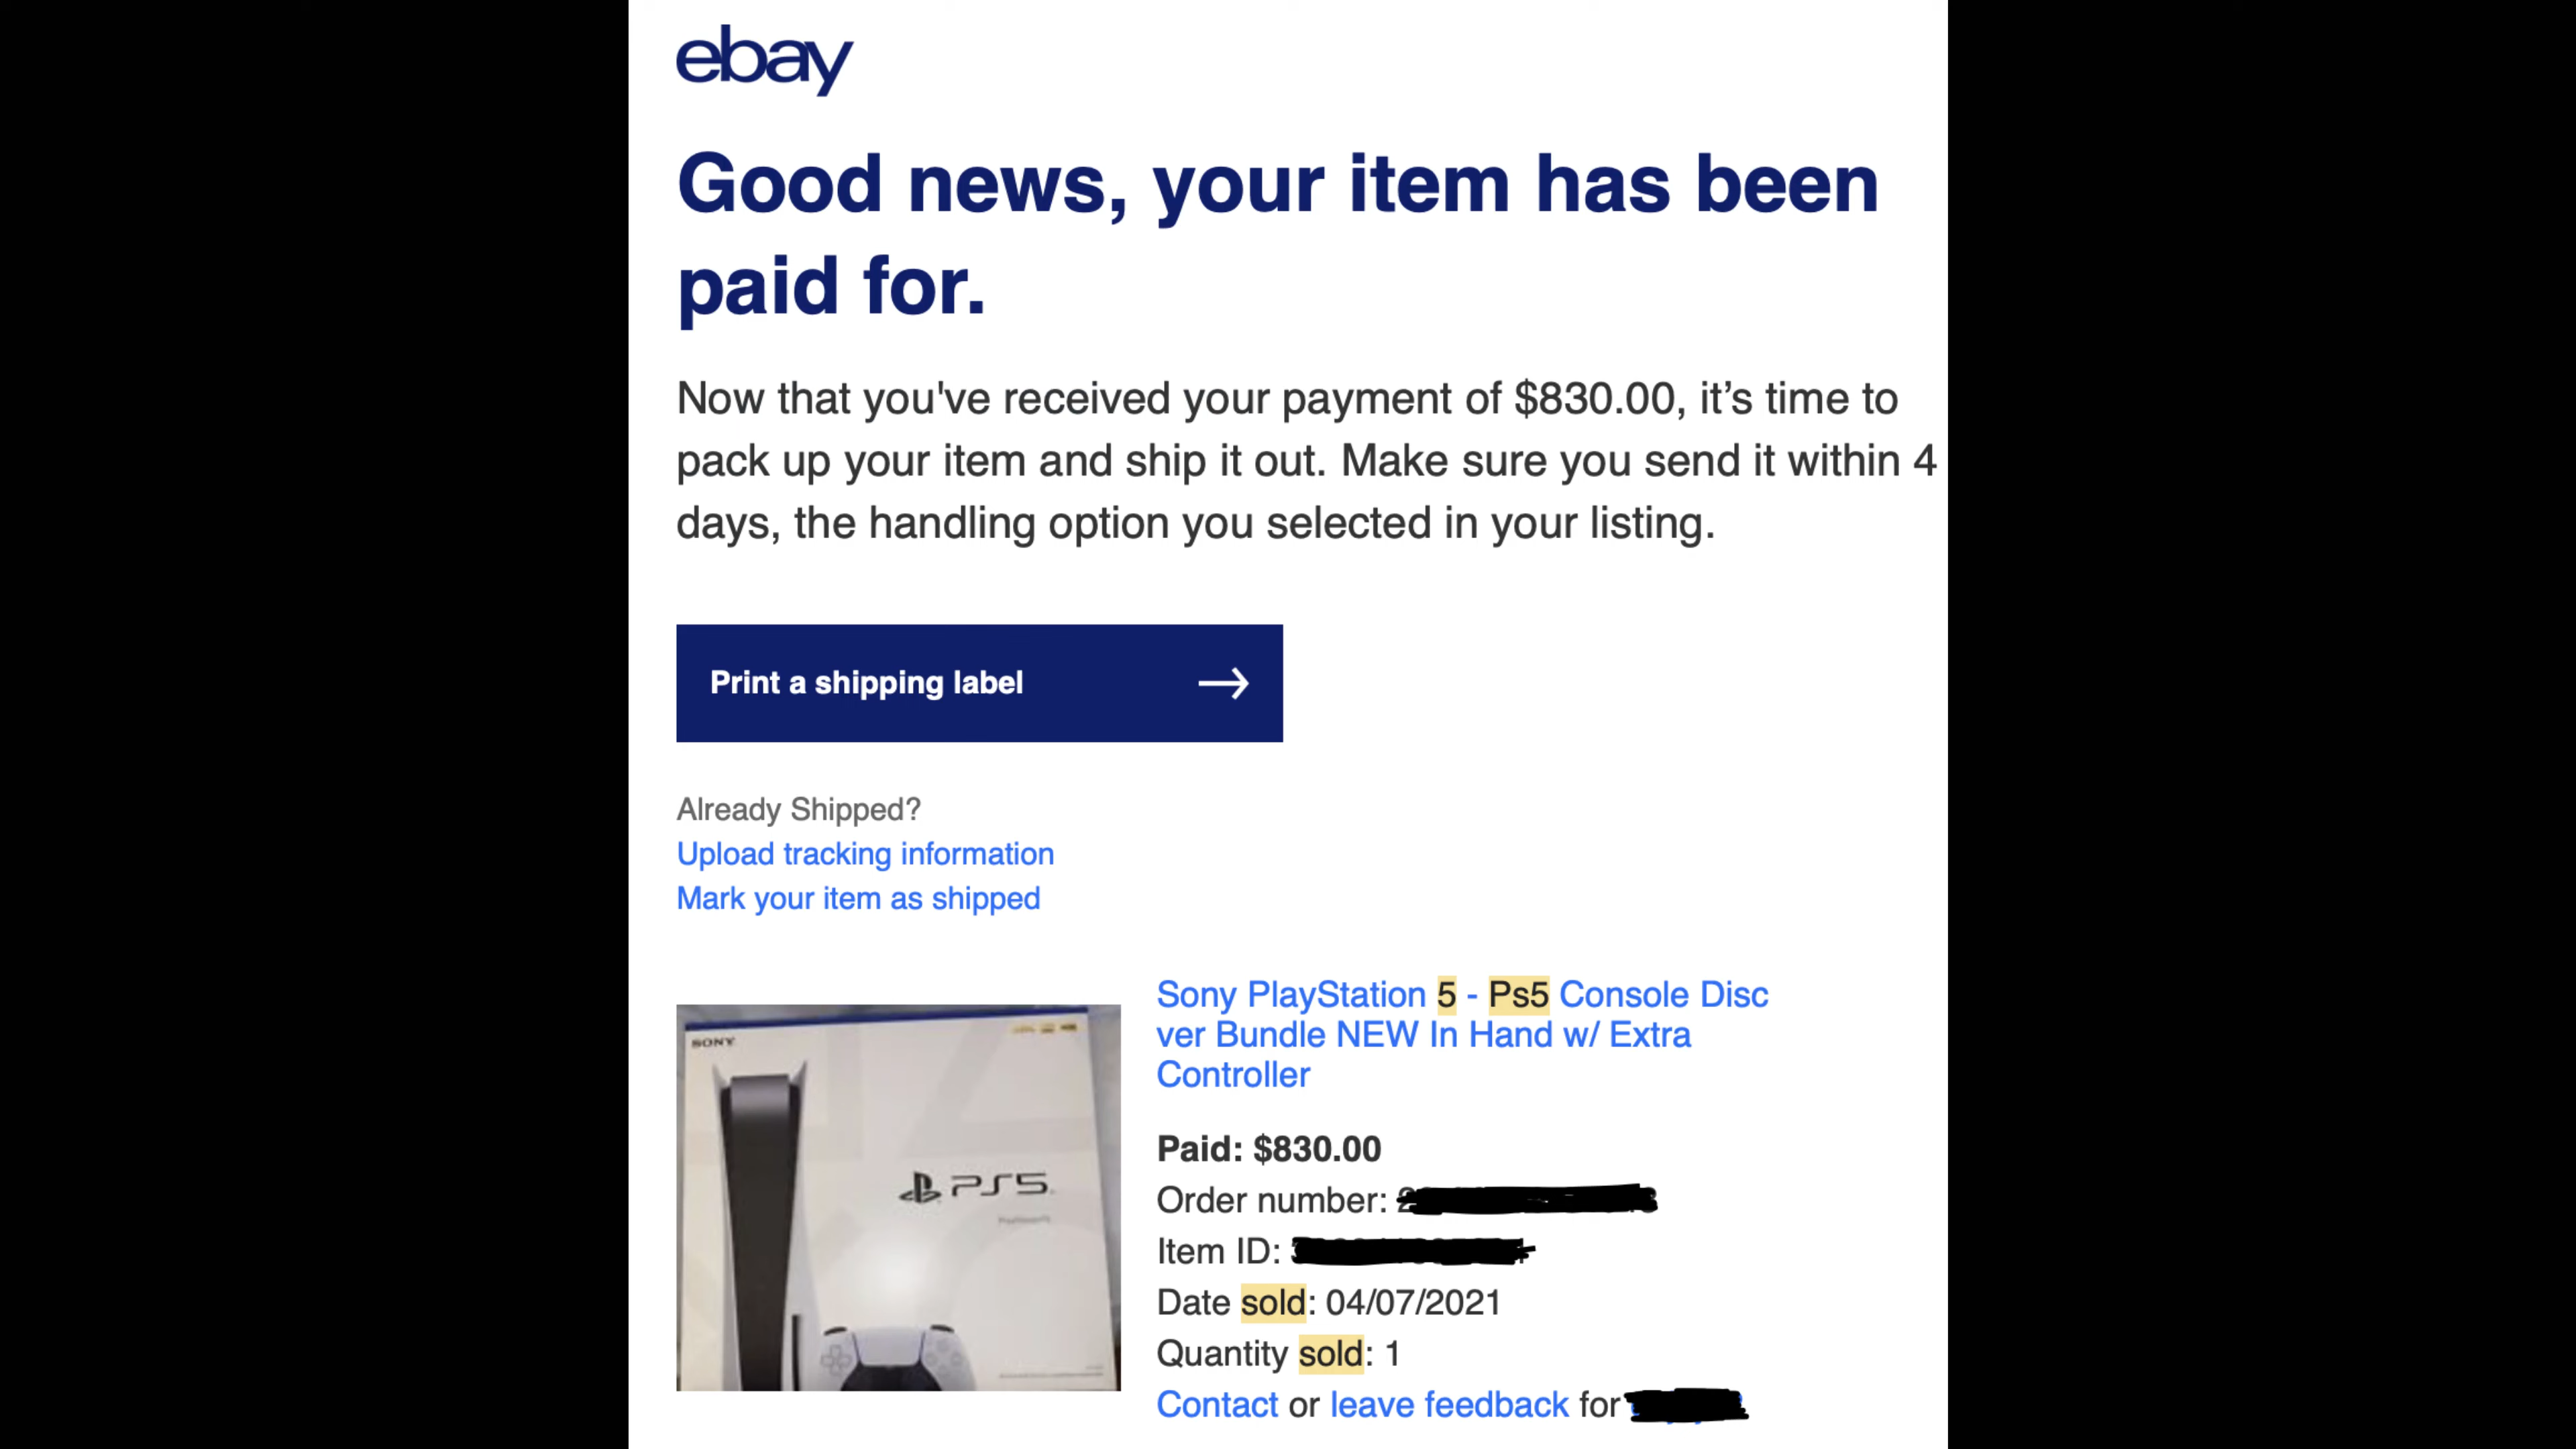 ebay
Good news, your item has been
paid for.
Now that you've received your payment of $830.00, it’s time to
pack up your item and ship it out. Make sure you send it within 4
days, the handling option you selected in your listing.
Print a shipping label
Already Shipped?
Upload tracking information
Mark your item as shipped
Sony PlayStation 5 - Ps5 Console Disc
ver Bundle NEW In Hand w/ Extra
Controller
SONY
PS5
Paid: $830.00
Order number:
Item ID:
Date sold: 04/07/2021
Quantity sold: 1
Contact or leave feedback for